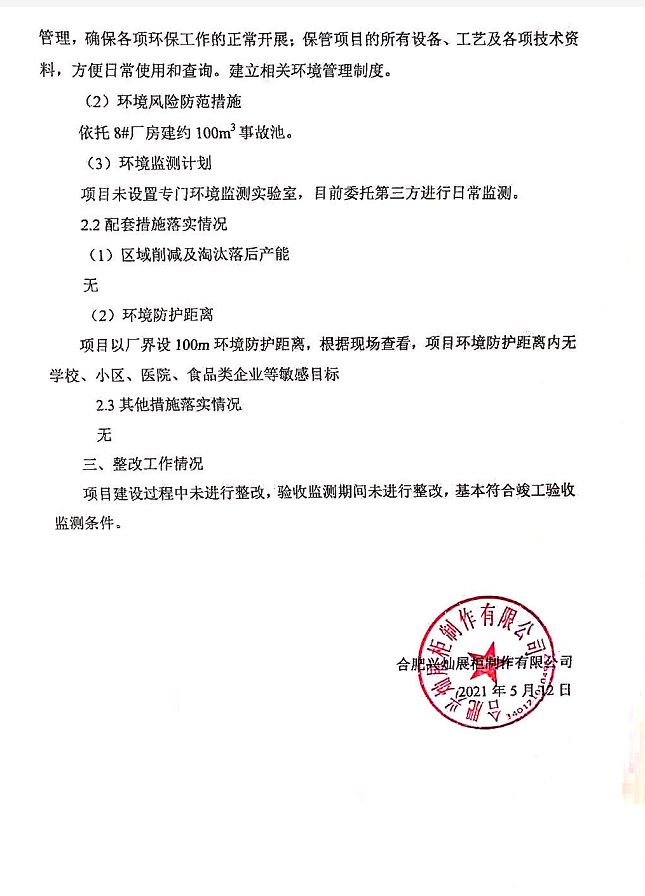 管理，确保各项环保工作的正常开展；保管项目的所有设备、工艺及各项技术资
料，方便日常使用和查询。建立相关环境管理制度。
（2）环境风险防范措施
依托 8#厂房建约 100m³事故池。
（3）环境监测计划
项目未设置专门环境监测实验室，目前委托第三方进行日常监测。
2.2 配套措施落实情况
（1）区域削减及淘汰落后产能
无
（2）环境防护距离
项目以厂界设 100m 环境防护距离，根据现场查看，项目环境防护距离内无
学校、小区、医院、食品类企业等敏感目标
2.3 其他措施落实情况
无
三、整改工作情况
项目建设过程中未进行整改，验收监测期间未进行整改，基本符合竣工验收
监测条件。
合肥兴灿展柜制作有限公司
合肥兴灿展柜制作有限公司
2021 年 5 月 12 日